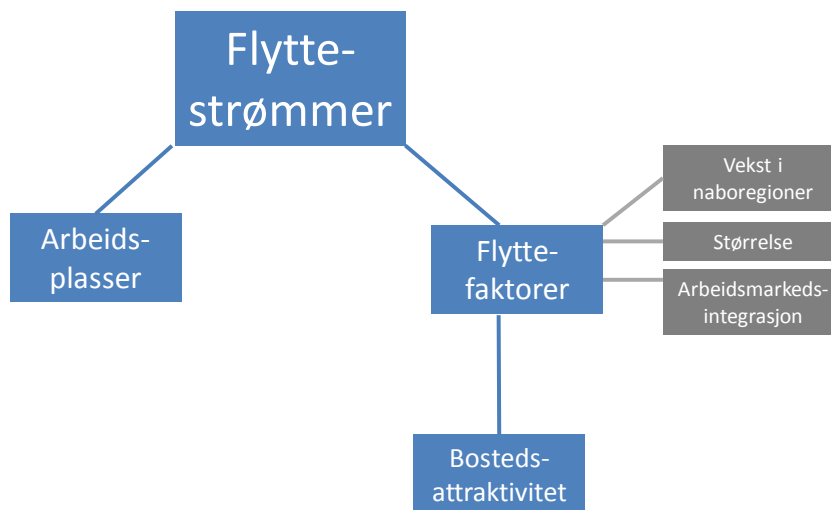 Flytte-
strømmer
Arbeids-
plasser
Flytte-
faktorer
Vekst i
naboregioner
Størrelse
Arbeidsmarkeds-
integrasjon
Bosteds-
attraktivitet